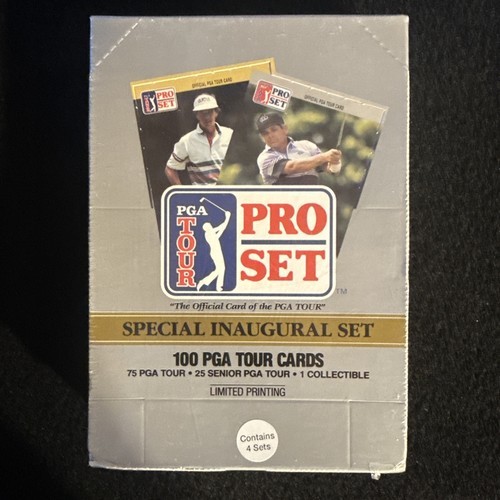 OFFICIAL PGA TOUR CARD
PRO
SET
OFFICIAL PGA TOUR CARD
PRO
SET
PGA
TOUR
PRO
SET
TM
"The Official Card of the PGA TOUR"
SPECIAL INAUGURAL SET
100 PGA TOUR CARDS
75 PGA TOUR • 25 SENIOR PGA TOUR • 1 COLLECTIBLE
LIMITED PRINTING
Contains
4 Sets